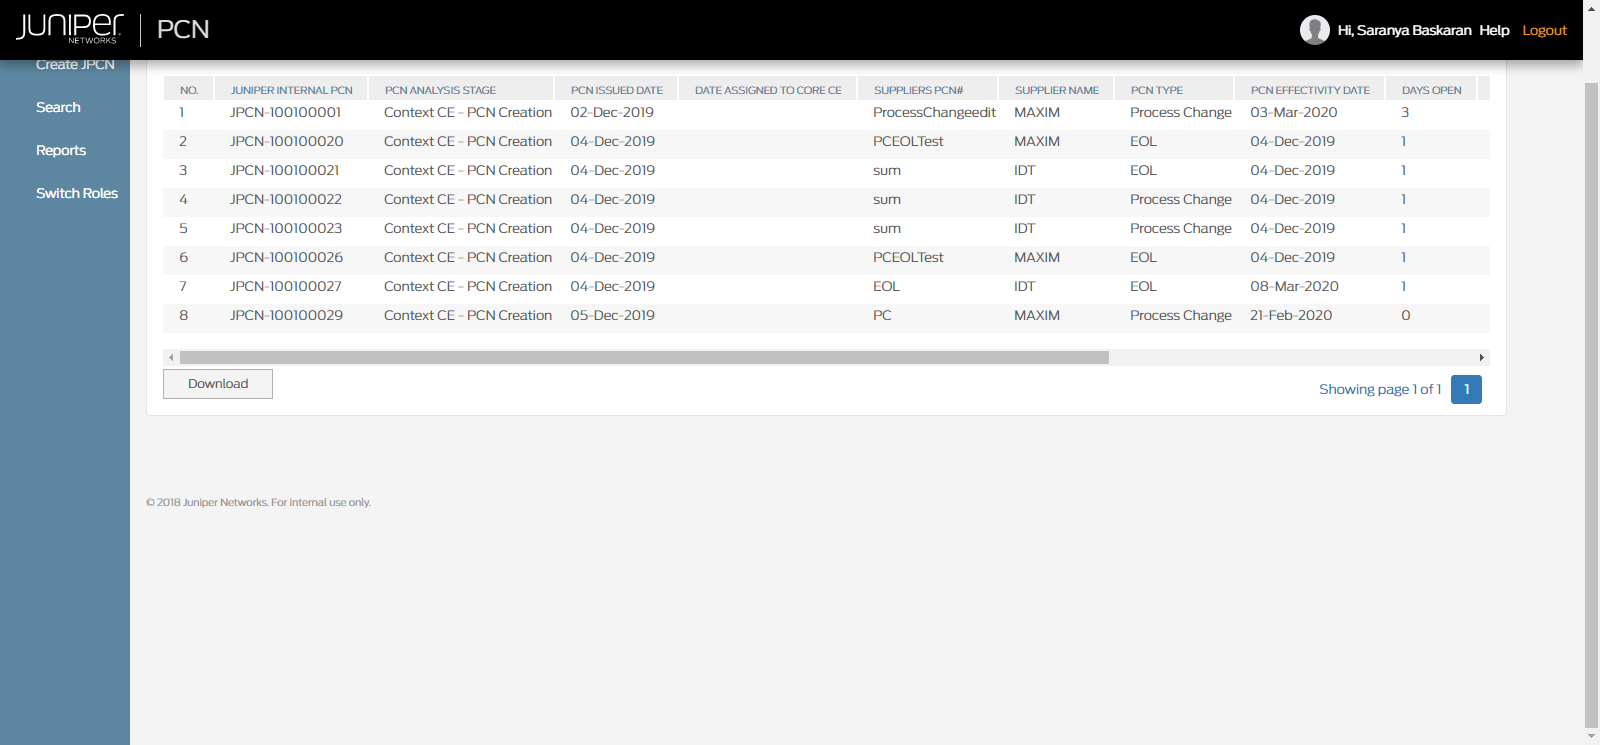 JUNIPEr NETWORKS PCN Hi, Saranya Baskaran Help Logout
Create JPCN
Search
Reports
Switch Roles
NO. JUNIPER INTERNAL PCN PCN ANALYSIS STAGE PCN ISSUED DATE DATE ASSIGNED TO CORE CE SUPPLIERS PCN# SUPPLIER NAME PCN TYPE PCN EFFECTIVITY DATE DAYS OPEN
1 JPCN-100100001 Context CE - PCN Creation 02-Dec-2019 ProcessChangeedit MAXIM Process Change 03-Mar-2020 3
2 JPCN-100100020 Context CE - PCN Creation 04-Dec-2019 PCEOLTest MAXIM EOL 04-Dec-2019 1
3 JPCN-100100021 Context CE - PCN Creation 04-Dec-2019 sum IDT EOL 04-Dec-2019 1
4 JPCN-100100022 Context CE - PCN Creation 04-Dec-2019 sum IDT Process Change 04-Dec-2019 1
5 JPCN-100100023 Context CE - PCN Creation 04-Dec-2019 sum IDT Process Change 04-Dec-2019 1
6 JPCN-100100026 Context CE - PCN Creation 04-Dec-2019 PCEOLTest MAXIM EOL 04-Dec-2019 1
7 JPCN-100100027 Context CE - PCN Creation 04-Dec-2019 EOL IDT EOL 08-Mar-2020 1
8 JPCN-100100029 Context CE - PCN Creation 05-Dec-2019 PC MAXIM Process Change 21-Feb-2020 0
Download
Showing page 1 of 1 1
© 2018 Juniper Networks. For internal use only.